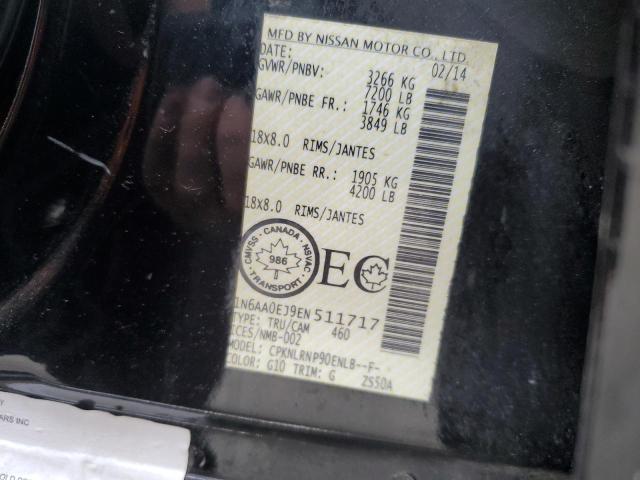 MFD BY NISSAN MOTOR CO., LTD.
DATE: 02/14
GVWR/PNBV: 3266 KG
7200 LB
GAWR/PNBE FR.: 1746 KG
3849 LB
18X8.0 RIMS/JANTES
GAWR/PNBE RR.: 1905 KG
4200 LB
18X8.0 RIMS/JANTES
CANADA
CMVSS NSVAC
986
TRANSPORT
EC
1N6AA0EJ9EN511717
TYPE: TRU/CAM 460
ICES/NMB-002
MODEL: CPKNLRNP90ENLB--F-
COLOR: G10 TRIM: G ZS50A
ARS INC